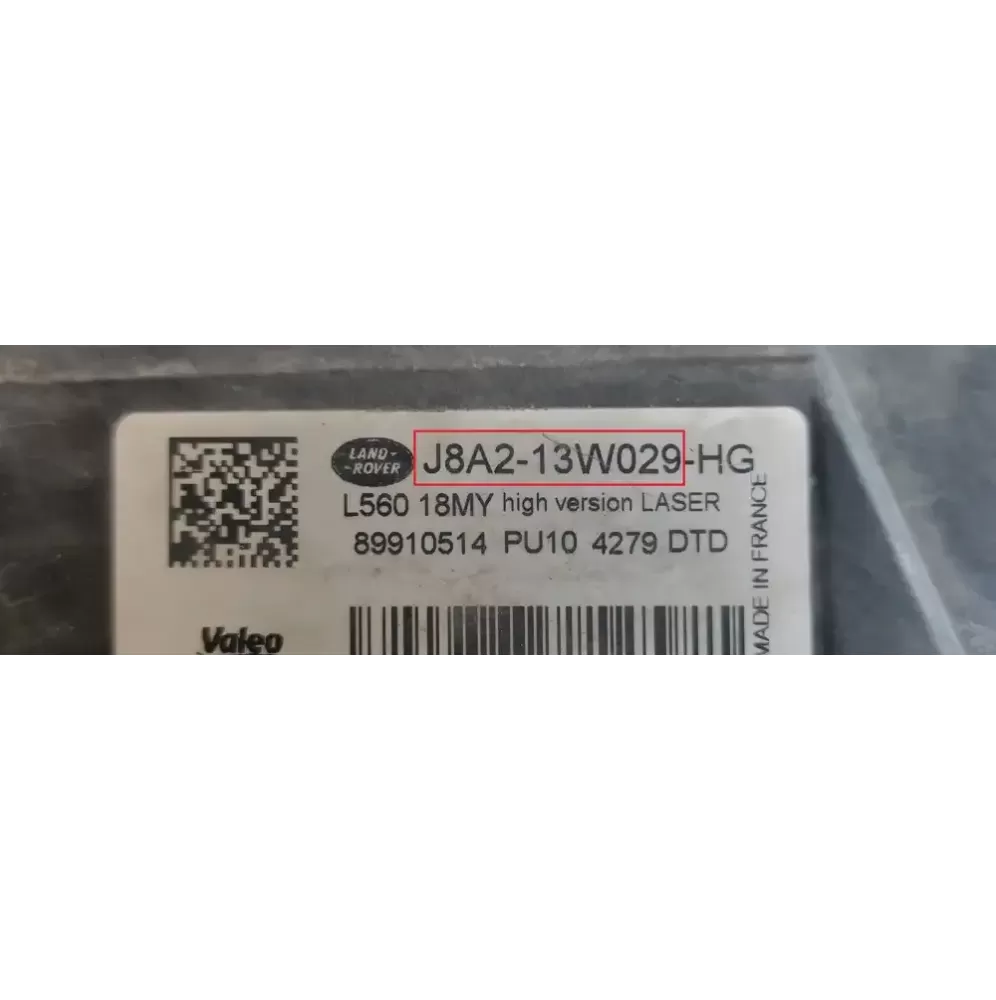 LAND-
-ROVER
J8A2-13W029-HG
L560 18MY high version LASER
89910514 PU10 4279 DTD
MADE IN FRANCE
Valeo